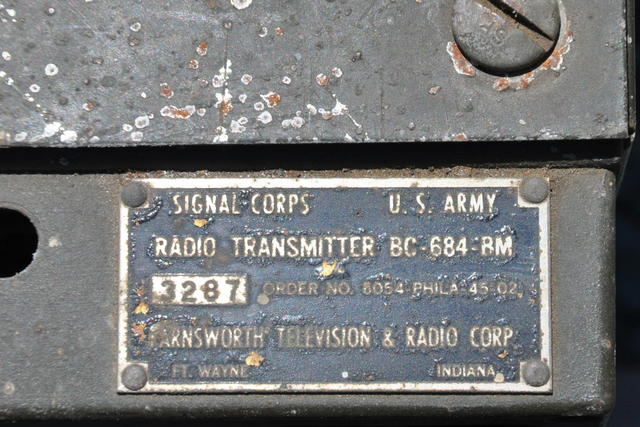 SIGNAL CORPS U. S. ARMY
RADIO TRANSMITTER BC-684-BM
3287 ORDER NO. 6054-PHILA-45-02
FARNSWORTH TELEVISION & RADIO CORP.
FT. WAYNE INDIANA